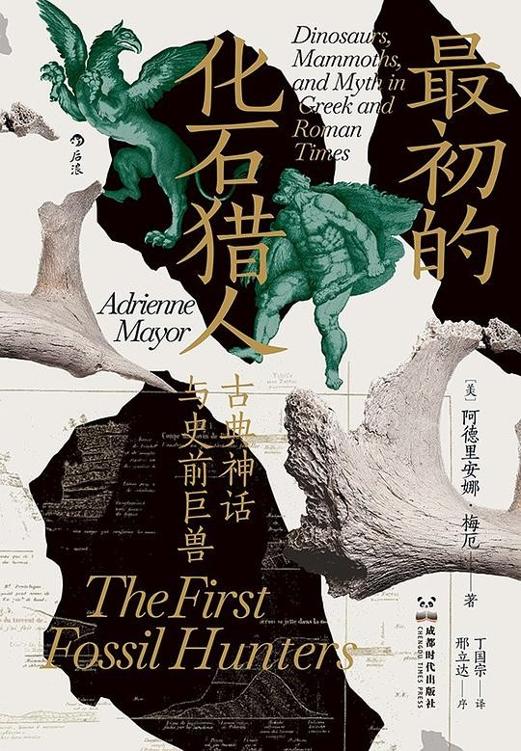 最初的
化石猎人
Dinosaurs,
Mammoths,
and Myth in
Greek and
Roman
Times
后浪
Adrienne
Mayor
古典神话
与史前巨兽
[美] 阿德里安娜·梅厄 著
The First
Fossil Hunters
成都时代出版社
CHENGDU TIMES PRESS
丁国宗 译
邢立达 序